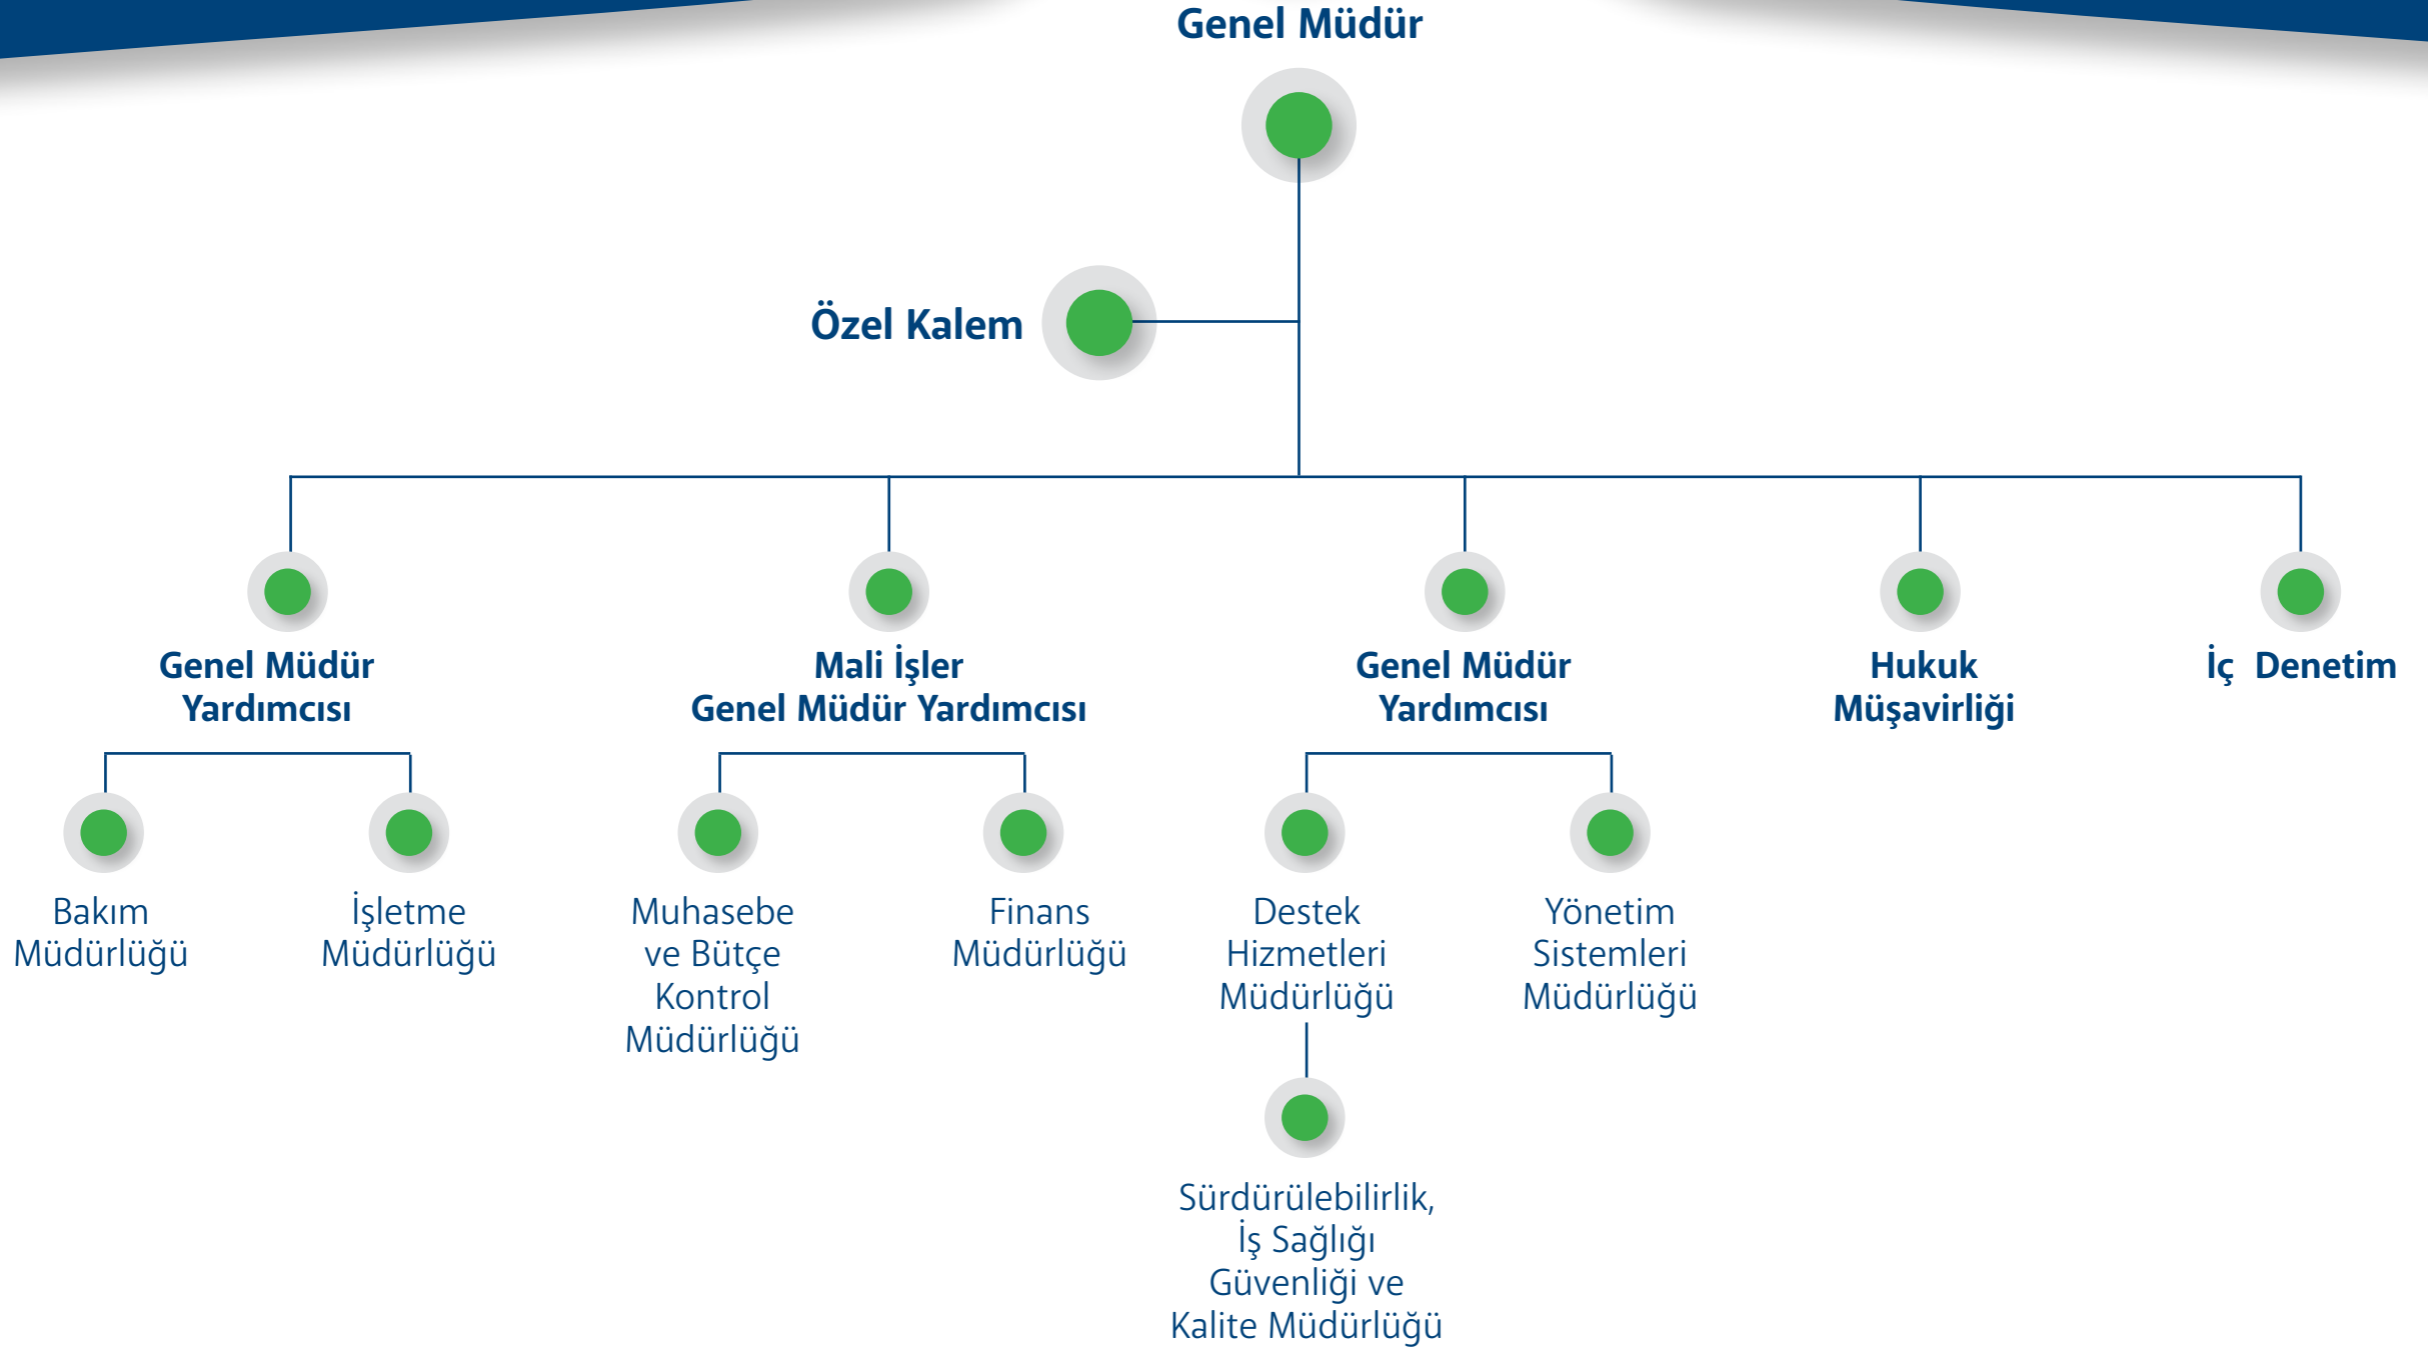 Genel Müdür
Özel Kalem
Genel Müdür
Yardımcısı
Mali İşler
Genel Müdür Yardımcısı
Genel Müdür
Yardımcısı
Hukuk
Müşavirliği
İç Denetim
Bakım
Müdürlüğü
İşletme
Müdürlüğü
Muhasebe
ve Bütçe
Kontrol
Müdürlüğü
Finans
Müdürlüğü
Destek
Hizmetleri
Müdürlüğü
Yönetim
Sistemleri
Müdürlüğü
Sürdürülebilirlik,
İş Sağlığı
Güvenliği ve
Kalite Müdürlüğü